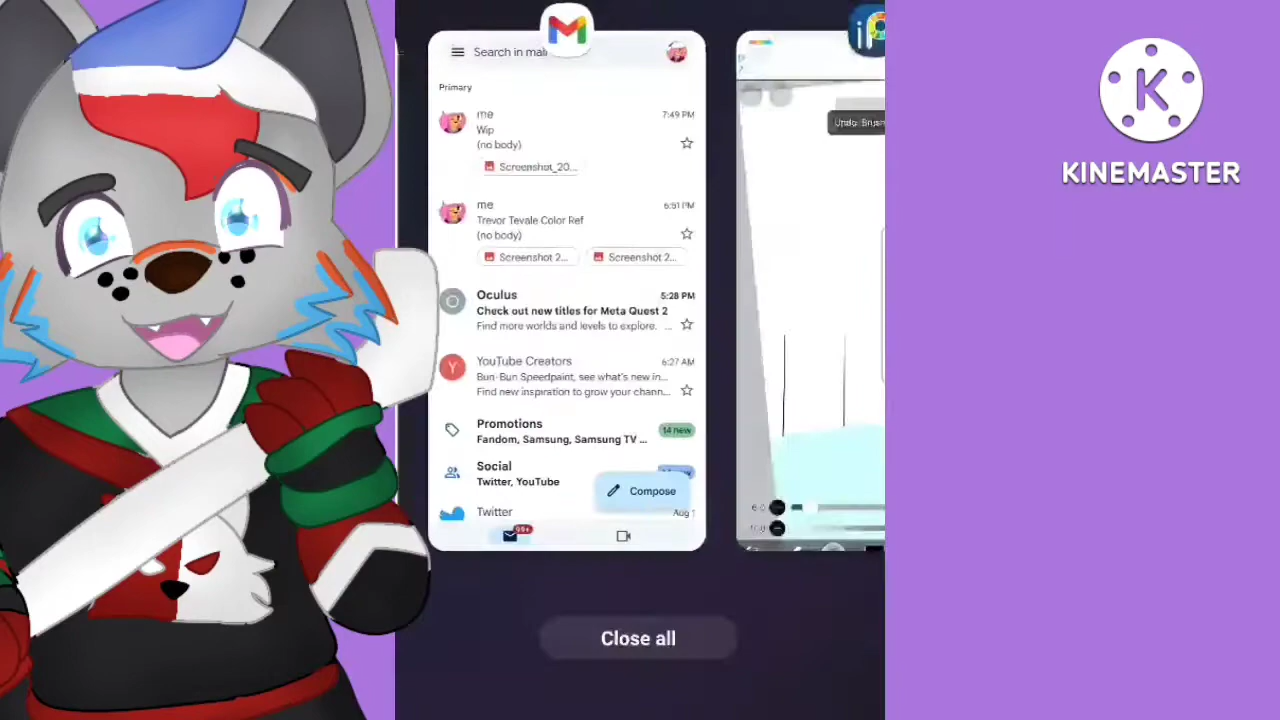 Search in mail
Primary
me 7:49 PM
Wip
(no body)
Screenshot_20...
me 6:51 PM
Trevor Tevale Color Ref
(no body)
Screenshot 2... Screenshot 2...
Oculus 5:28 PM
Check out new titles for Meta Quest 2
Find more worlds and levels to explore. ...
YouTube Creators 6:27 AM
Bun-Bun Speedpaint, see what's new in...
Find new inspiration to grow your chann...
Promotions 14 new
Fandom, Samsung, Samsung TV ...
Social
Twitter, YouTube
Compose
Twitter Aug 1
99+
Close all
iP
Undo: Brush
K
KINEMASTER